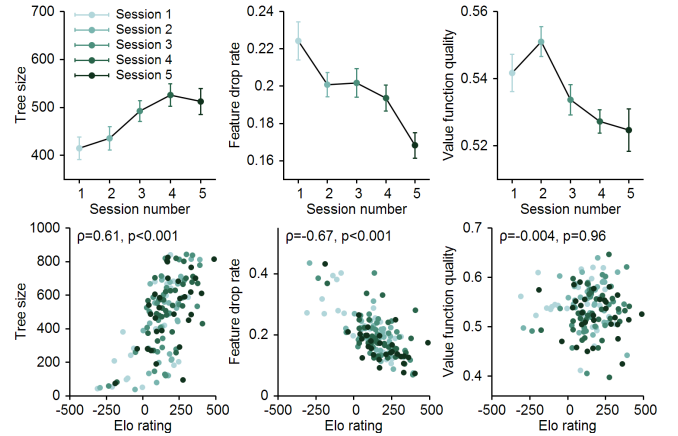 700
600
500
400
Tree size
Session 1
Session 2
Session 3
Session 4
Session 5
1 2 3 4 5
Session number
0.24
0.22
0.2
0.18
0.16
Feature drop rate
1 2 3 4 5
Session number
0.56
0.54
0.52
Value function quality
1 2 3 4 5
Session number
1000
800
600
400
200
0
Tree size
ρ=0.61, p<0.001
-500 -250 0 250 500
Elo rating
0.4
0.2
0
Feature drop rate
ρ=-0.67, p<0.001
-500 -250 0 250 500
Elo rating
0.7
0.6
0.5
0.4
Value function quality
ρ=-0.004, p=0.96
-500 -250 0 250 500
Elo rating